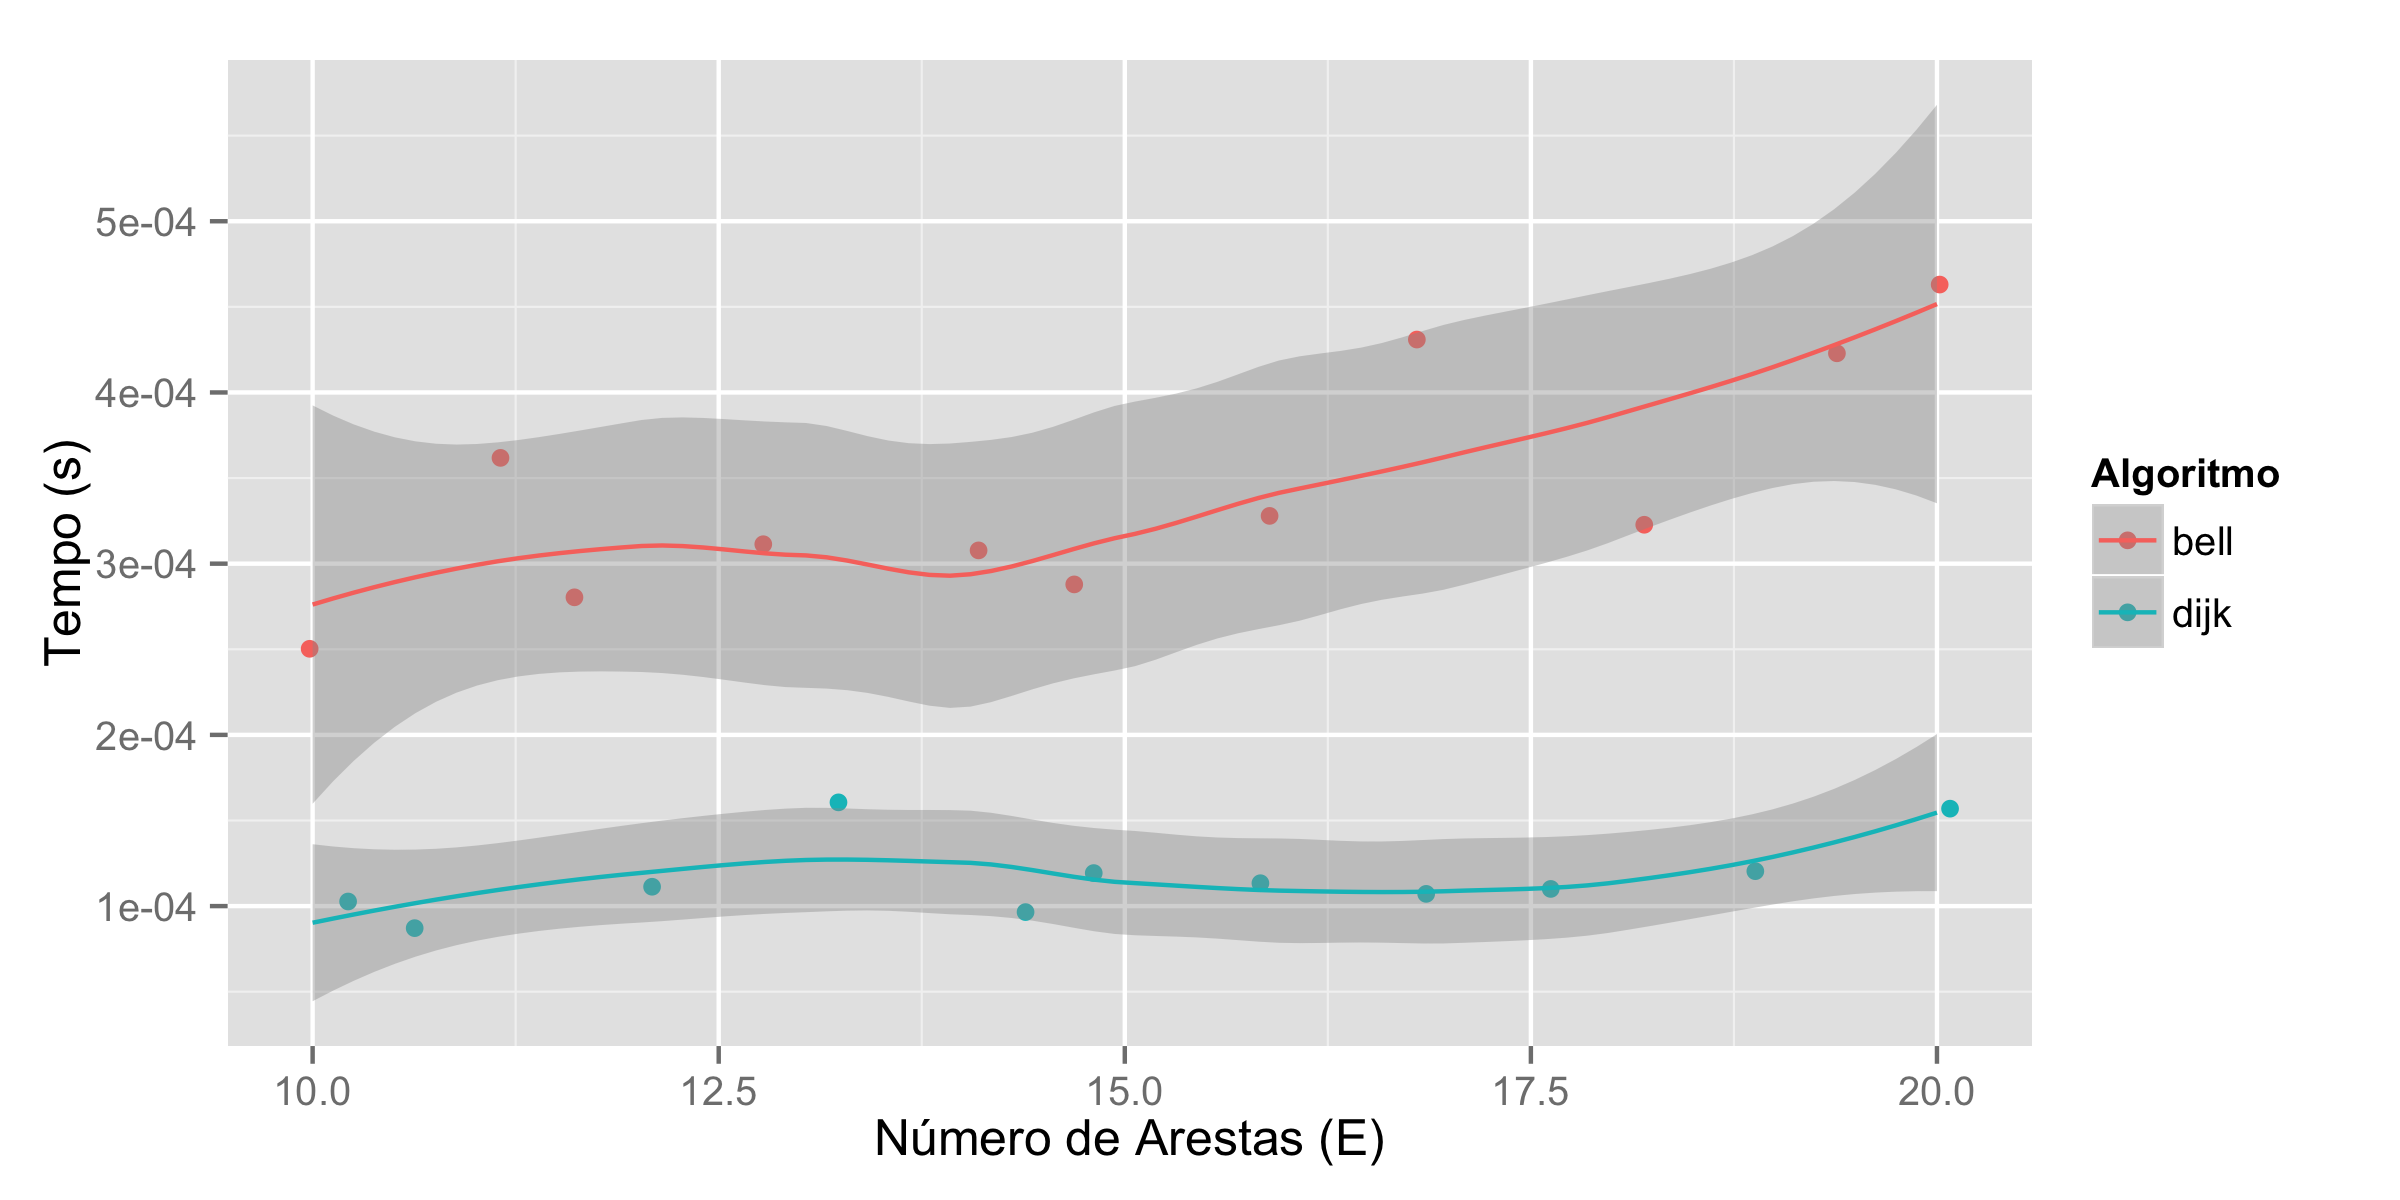 Tempo (s)
5e-04
4e-04
3e-04
2e-04
1e-04
10.0 12.5 15.0 17.5 20.0
Número de Arestas (E)
Algoritmo
bell
dijk